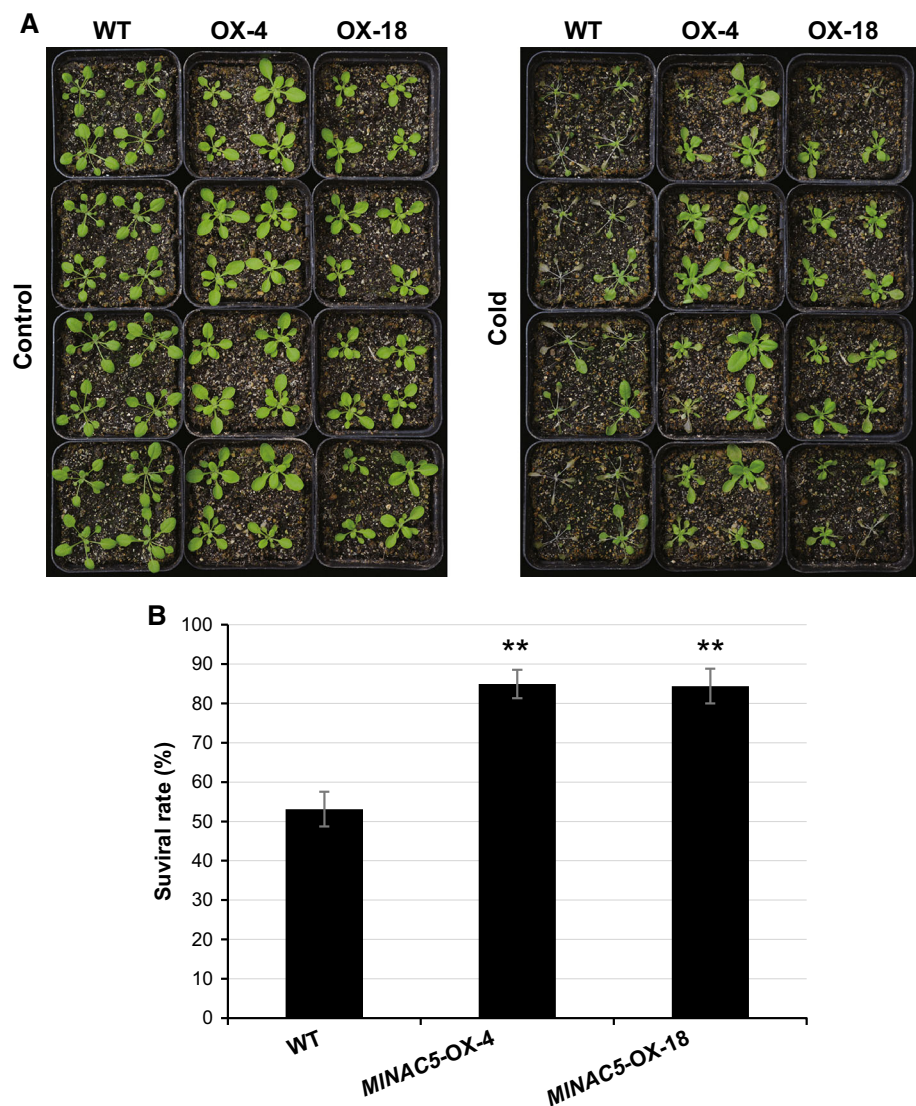 A
WT OX-4 OX-18
Control
WT OX-4 OX-18
Cold
B
Suviral rate (%)
100
90
80
70
60
50
40
30
20
10
0
** **
WT
MINAC5-OX-4
MINAC5-OX-18